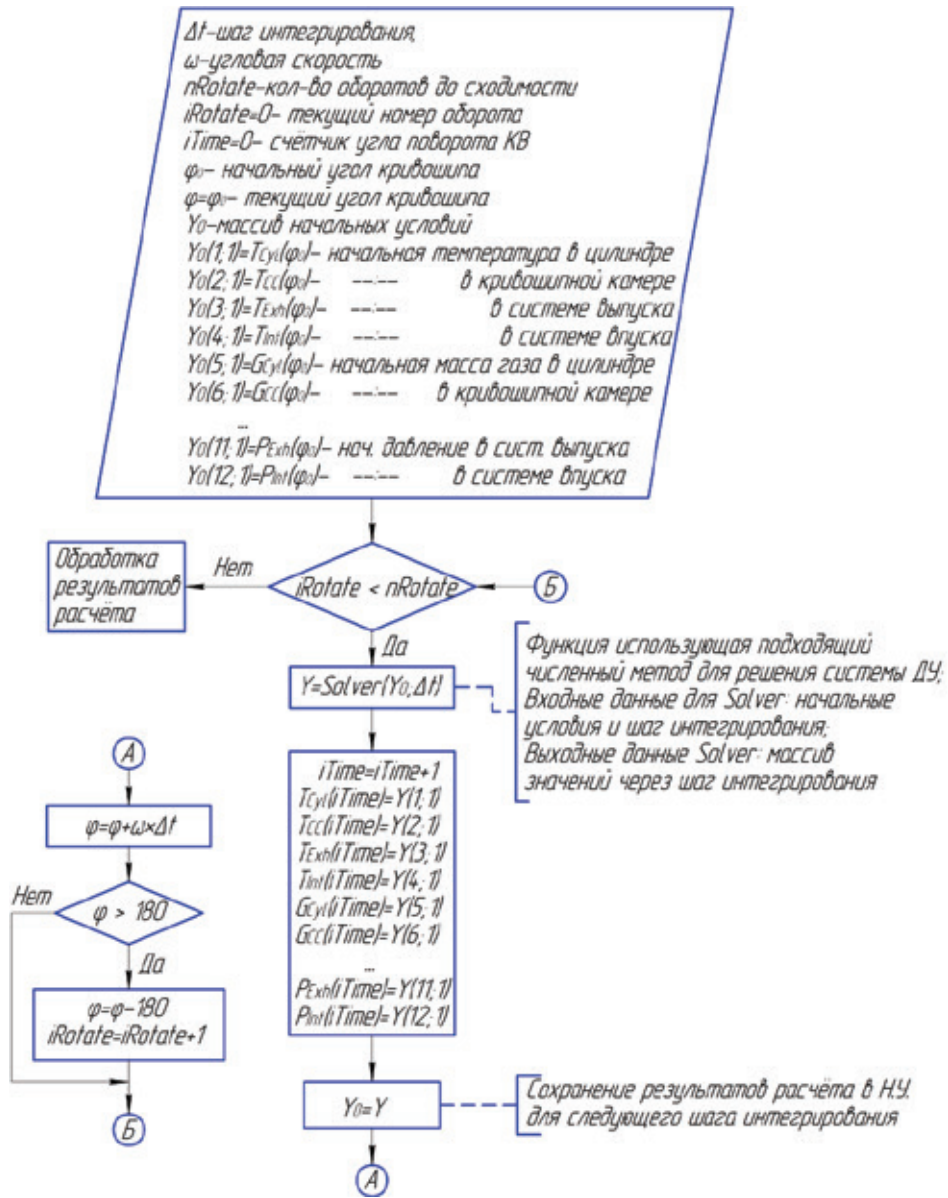 Δt-шаг интегрирования,
ω-угловая скорость
nRotate-кол-во оборотов до сходимости
iRotate=0- текущий номер оборота
iTime=0- счётчик угла поворота КВ
φ₀- начальный угол кривошипа
φ=φ₀- текущий угол кривошипа
Y₀-массив начальных условий
Y₀(1;1)=TCyl(φ₀)- начальная температура в цилиндре
Y₀(2;1)=TCC(φ₀)- --:-- в кривошипной камере
Y₀(3;1)=TExh(φ₀)- --:-- в системе выпуска
Y₀(4;1)=TInt(φ₀)- --:-- в системе впуска
Y₀(5;1)=GCyl(φ₀)- начальная масса газа в цилиндре
Y₀(6;1)=GCC(φ₀)- --:-- в кривошипной камере
...
Y₀(11;1)=PExh(φ₀)- нач. давление в сист. выпуска
Y₀(12;1)=PInt(φ₀)- --:-- в системе впуска
Обработка
результатов
расчёта
Нет
iRotate < nRotate
Б
Да
Y=Solver(Y₀,Δt)
Функция использующая подходящий
численный метод для решения системы ДУ;
Входные данные для Solver: начальные
условия и шаг интегрирования;
Выходные данные Solver: массив
значений через шаг интегрирования
iTime=iTime+1
TCyl(iTime)=Y(1;1)
TCC(iTime)=Y(2;1)
TExh(iTime)=Y(3;1)
TInt(iTime)=Y(4;1)
GCyl(iTime)=Y(5;1)
GCC(iTime)=Y(6;1)
...
PExh(iTime)=Y(11;1)
PInt(iTime)=Y(12;1)
Y₀=Y
Сохранение результатов расчёта в Н.У.
для следующего шага интегрирования
А
А
φ=φ+ω×Δt
Нет
φ > 180
Да
φ=φ-180
iRotate=iRotate+1
Б